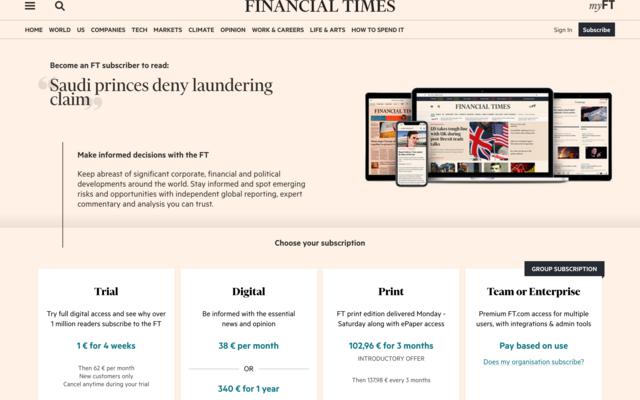 FINANCIAL TIMES
myFT
HOME WORLD US COMPANIES TECH MARKETS CLIMATE OPINION WORK & CAREERS LIFE & ARTS HOW TO SPEND IT
Sign In Subscribe
Become an FT subscriber to read:
“Saudi princes deny laundering
claim”
FINANCIAL TIMES
Make informed decisions with the FT
Keep abreast of significant corporate, financial and political
developments around the world. Stay informed and spot emerging
risks and opportunities with independent global reporting, expert
commentary and analysis you can trust.
Choose your subscription
Trial
Try full digital access and see why over
1 million readers subscribe to the FT
1 € for 4 weeks
Then 62 € per month
New customers only
Cancel anytime during your trial
Digital
Be informed with the essential
news and opinion
38 € per month
OR
340 € for 1 year
Print
FT print edition delivered Monday -
Saturday along with ePaper access
102,96 € for 3 months
INTRODUCTORY OFFER
Then 137,98 € every 3 months
GROUP SUBSCRIPTION
Team or Enterprise
Premium FT.com access for multiple
users, with integrations & admin tools
Pay based on use
Does my organisation subscribe?